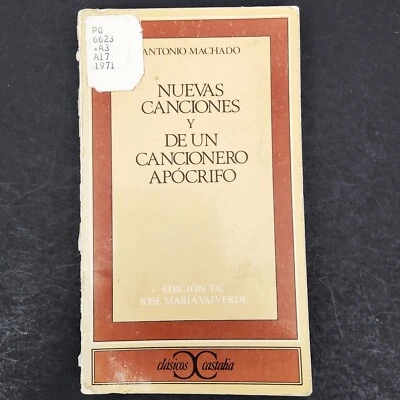 PQ
6623
.A3
A17
1971
ANTONIO MACHADO
NUEVAS
CANCIONES
Y
DE UN
CANCIONERO
APÓCRIFO
EDICIÓN DE
JOSÉ MARÍA VALVERDE
clásicos castalia